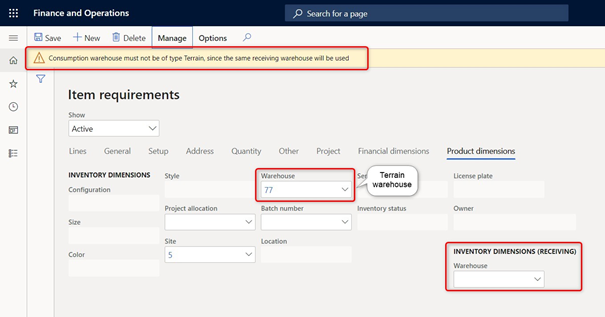 Finance and Operations
Search for a page
Save
New
Delete
Manage
Options
Consumption warehouse must not be of type Terrain, since the same receiving warehouse will be used
Item requirements
Show
Active
Lines
General
Setup
Address
Quantity
Other
Project
Financial dimensions
Product dimensions
INVENTORY DIMENSIONS
Configuration
Size
Color
Style
Project allocation
Site
5
Warehouse
77
Batch number
Location
Terrain
warehouse
Inventory status
License plate
Owner
INVENTORY DIMENSIONS (RECEIVING)
Warehouse